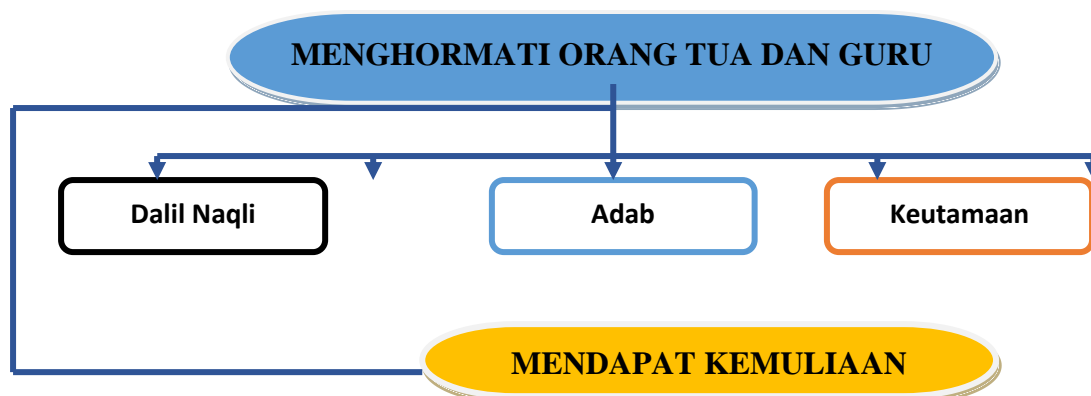 MENGHORMATI ORANG TUA DAN GURU
Dalil Naqli
Adab
Keutamaan
MENDAPAT KEMULIAAN